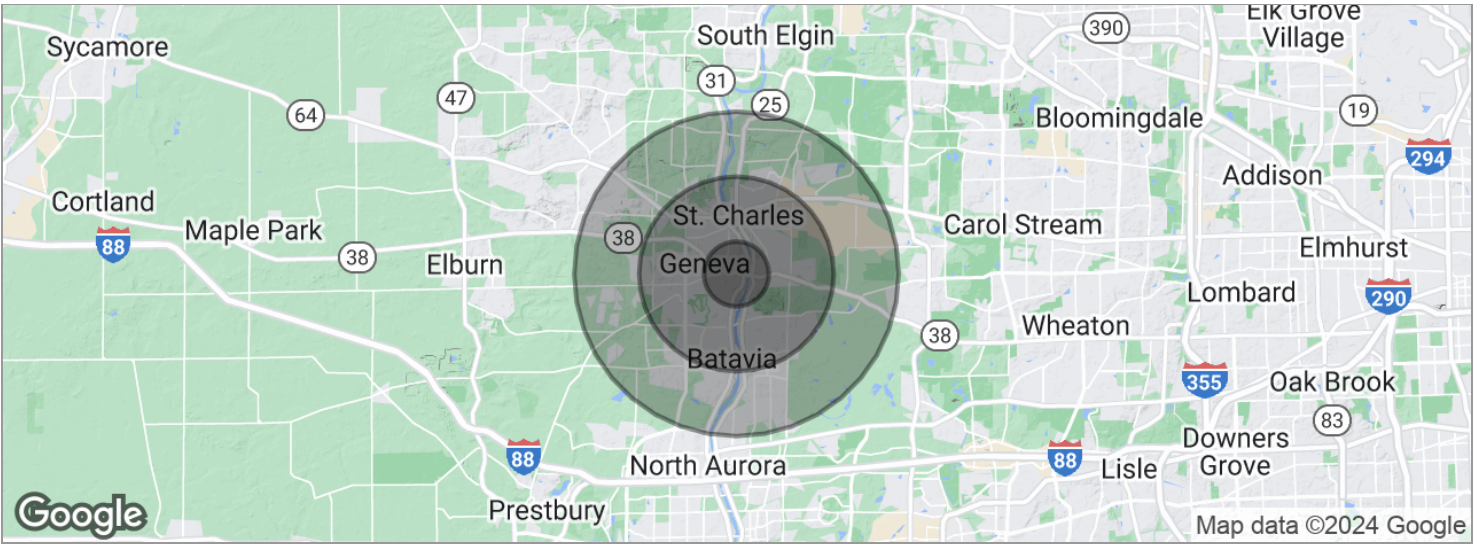 Elk Grove
Village
South Elgin
390
Sycamore
31
47
25
64
19
Bloomingdale
294
Addison
Cortland
St. Charles
Carol Stream
Maple Park
38
88
Elmhurst
38
Elburn
Geneva
Lombard
290
Wheaton
38
Batavia
355
Oak Brook
83
Downers
Grove
88
North Aurora
88
Lisle
Prestbury
Google
Map data ©2024 Google